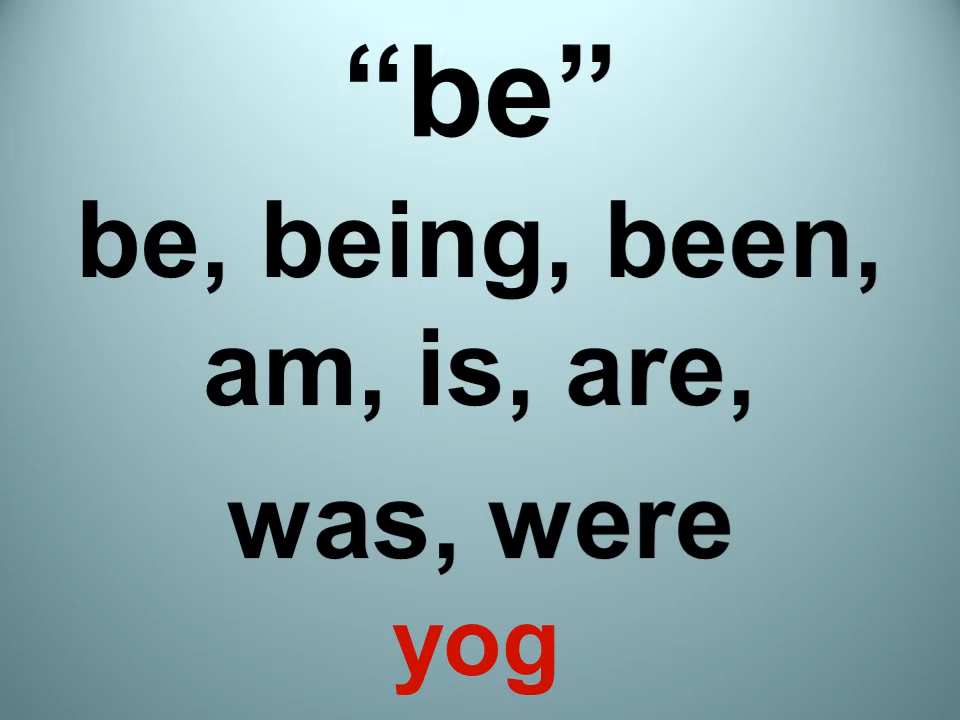 “be”
be, being, been,
am, is, are,
was, were
yog